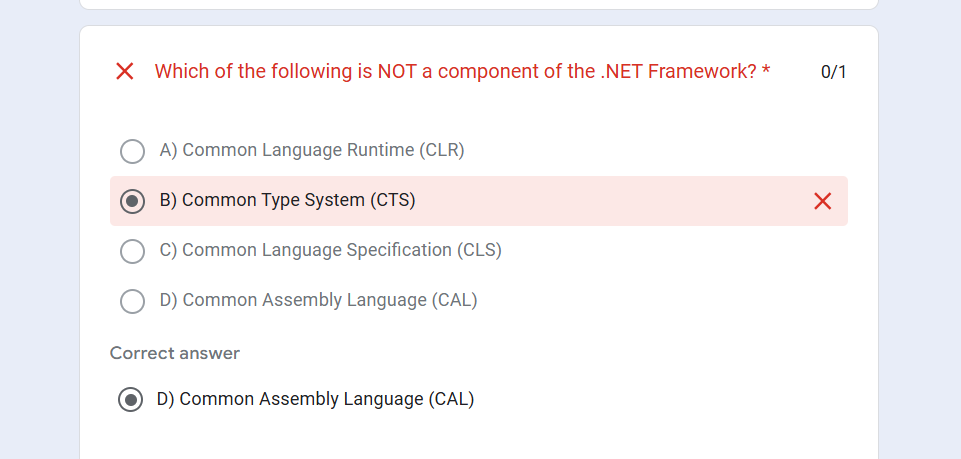 Which of the following is NOT a component of the .NET Framework? *
0/1
A) Common Language Runtime (CLR)
B) Common Type System (CTS)
C) Common Language Specification (CLS)
D) Common Assembly Language (CAL)
Correct answer
D) Common Assembly Language (CAL)